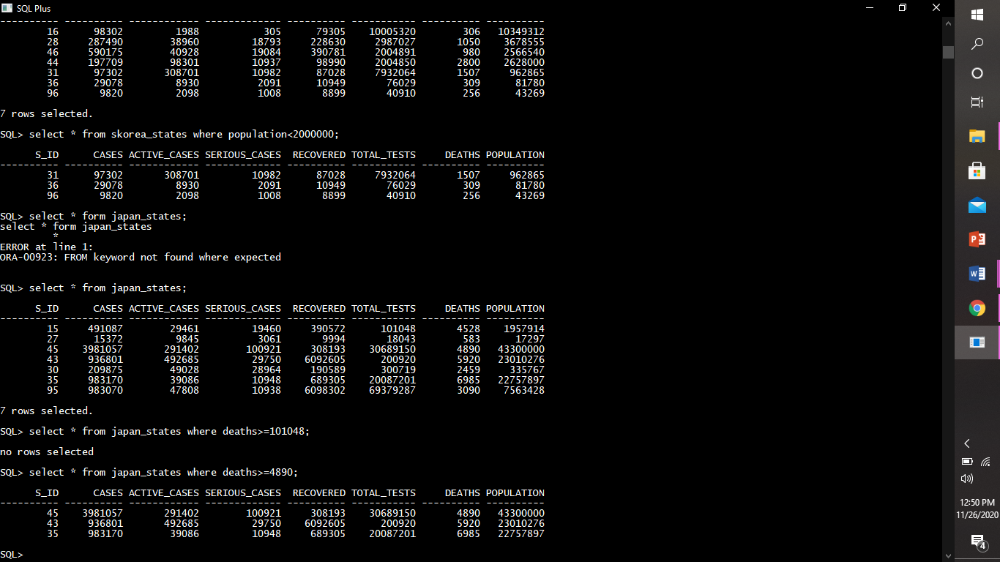 SQL Plus
---------- ---------- ------------ ------------- ---------- ----------- ---------- ----------
16 98302 1988 305 79305 10005320 306 10349312
28 287490 38960 18793 228630 2987027 1050 3678555
46 590175 40928 19084 390781 2004891 980 2566540
44 197709 98301 10937 98990 2004850 2800 2628000
31 97302 308701 10982 87028 7932064 1507 962865
36 29078 8930 2091 10949 76029 309 81780
96 9820 2098 1008 8899 40910 256 43269
7 rows selected.
SQL> select * from skorea_states where population<2000000;
S_ID CASES ACTIVE_CASES SERIOUS_CASES RECOVERED TOTAL_TESTS DEATHS POPULATION
---------- ---------- ------------ ------------- ---------- ----------- ---------- ----------
31 97302 308701 10982 87028 7932064 1507 962865
36 29078 8930 2091 10949 76029 309 81780
96 9820 2098 1008 8899 40910 256 43269
SQL> select * form japan_states;
select * form japan_states
*
ERROR at line 1:
ORA-00923: FROM keyword not found where expected
SQL> select * from japan_states;
S_ID CASES ACTIVE_CASES SERIOUS_CASES RECOVERED TOTAL_TESTS DEATHS POPULATION
---------- ---------- ------------ ------------- ---------- ----------- ---------- ----------
15 491087 29461 19460 390572 101048 4528 1957914
27 15372 9845 3061 9994 18043 583 17297
45 3981057 291402 100921 308193 30689150 4890 43300000
43 936801 492685 29750 6092605 200920 5920 23010276
30 209875 49028 28964 190589 300719 2459 335767
35 983170 39086 10948 689305 20087201 6985 22757897
95 983070 47808 10938 6098302 69379287 3090 7563428
7 rows selected.
SQL> select * from japan_states where deaths>=101048;
no rows selected
SQL> select * from japan_states where deaths>=4890;
S_ID CASES ACTIVE_CASES SERIOUS_CASES RECOVERED TOTAL_TESTS DEATHS POPULATION
---------- ---------- ------------ ------------- ---------- ----------- ---------- ----------
45 3981057 291402 100921 308193 30689150 4890 43300000
43 936801 492685 29750 6092605 200920 5920 23010276
35 983170 39086 10948 689305 20087201 6985 22757897
SQL>
12:50 PM
11/26/2020
4